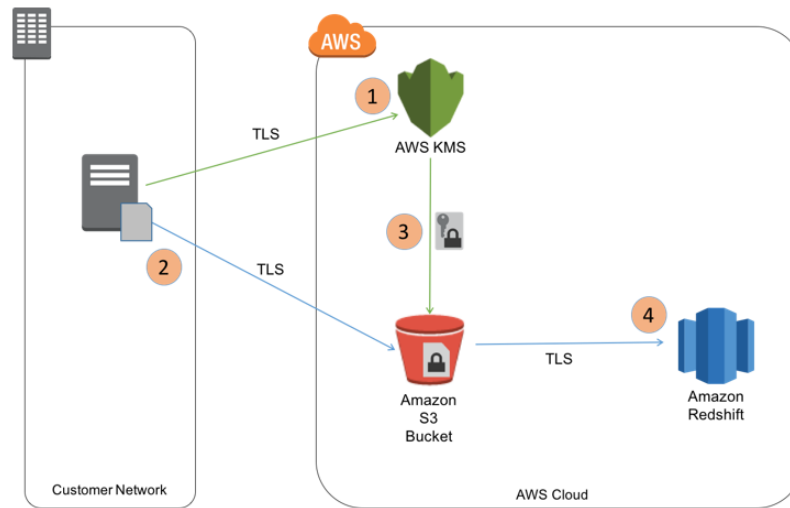 AWS
1
TLS
AWS KMS
3
2
TLS
4
TLS
Amazon
S3
Bucket
Amazon
Redshift
Customer Network
AWS Cloud